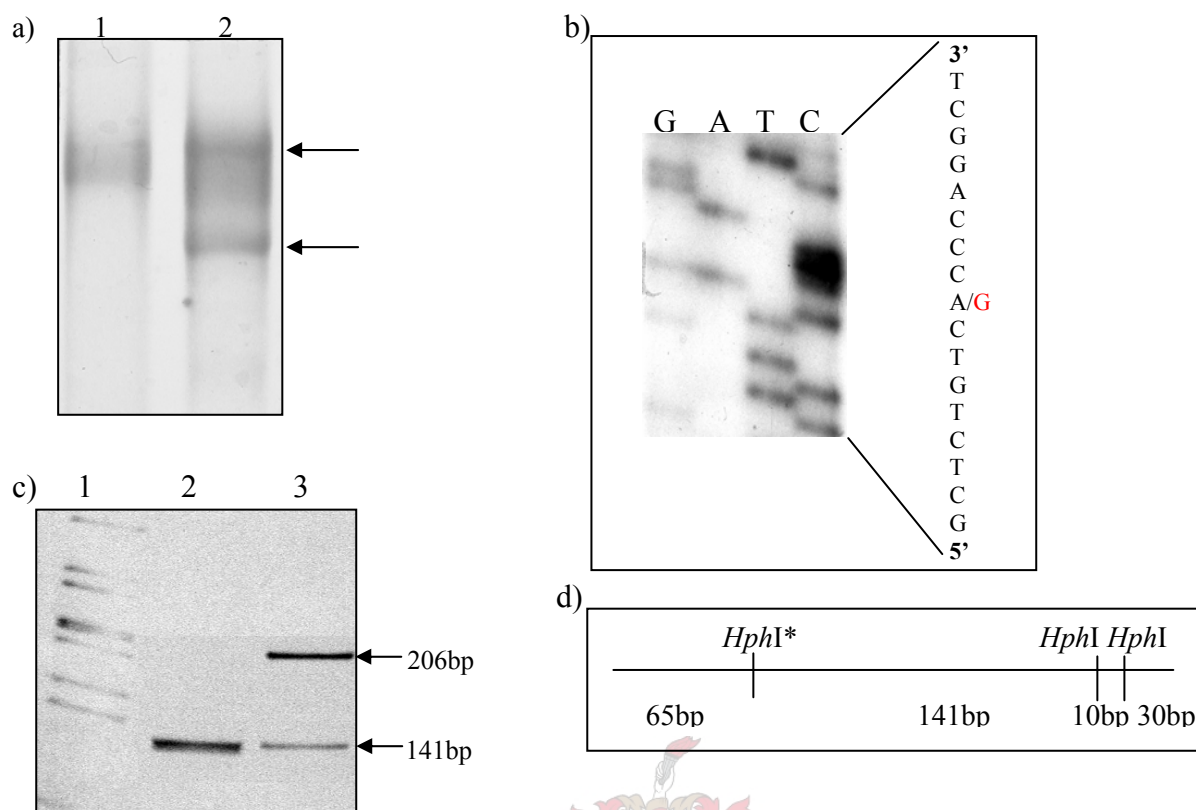 a)
1 2
b)
G A T C
3’
T
C
G
G
A
C
C
C
A/G
C
T
G
T
C
T
C
G
5’
c)
1 2 3
206bp
141bp
d)
HphI* HphI HphI
65bp 141bp 10bp 30bp